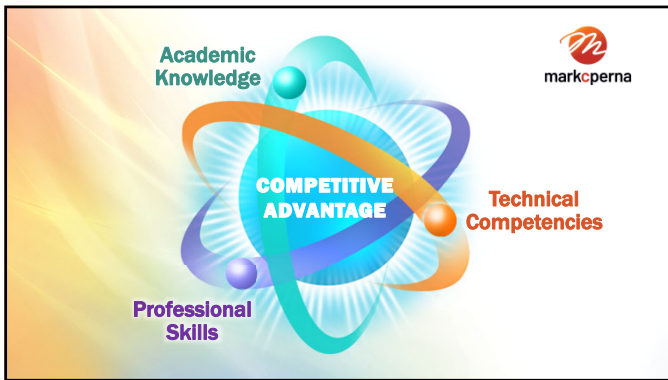 Academic
Knowledge
markcperna
COMPETITIVE
ADVANTAGE
Technical
Competencies
Professional
Skills